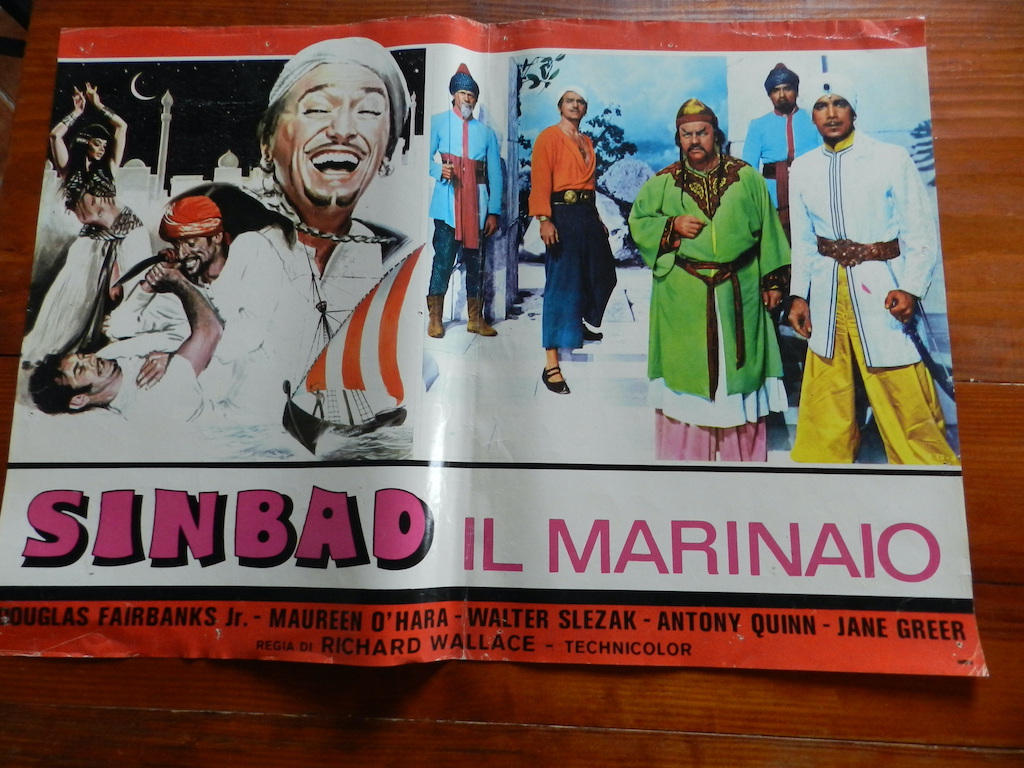 SINBAD IL MARINAIO
DOUGLAS FAIRBANKS Jr. - MAUREEN O'HARA - WALTER SLEZAK - ANTONY QUINN - JANE GREER
REGIA DI RICHARD WALLACE - TECHNICOLOR